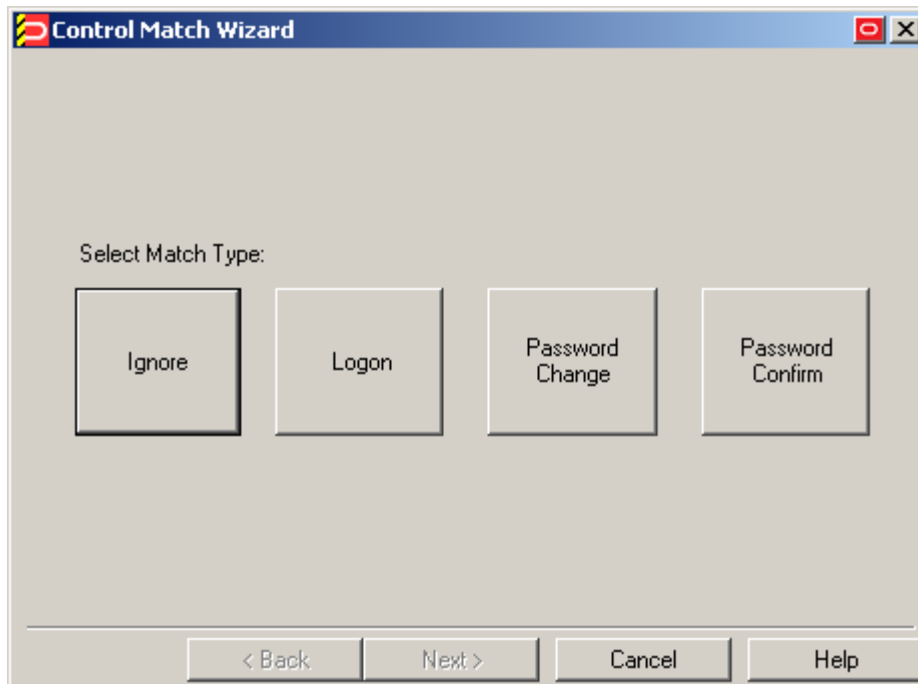 Control Match Wizard
Select Match Type:
Ignore
Logon
Password
Change
Password
Confirm
< Back
Next >
Cancel
Help